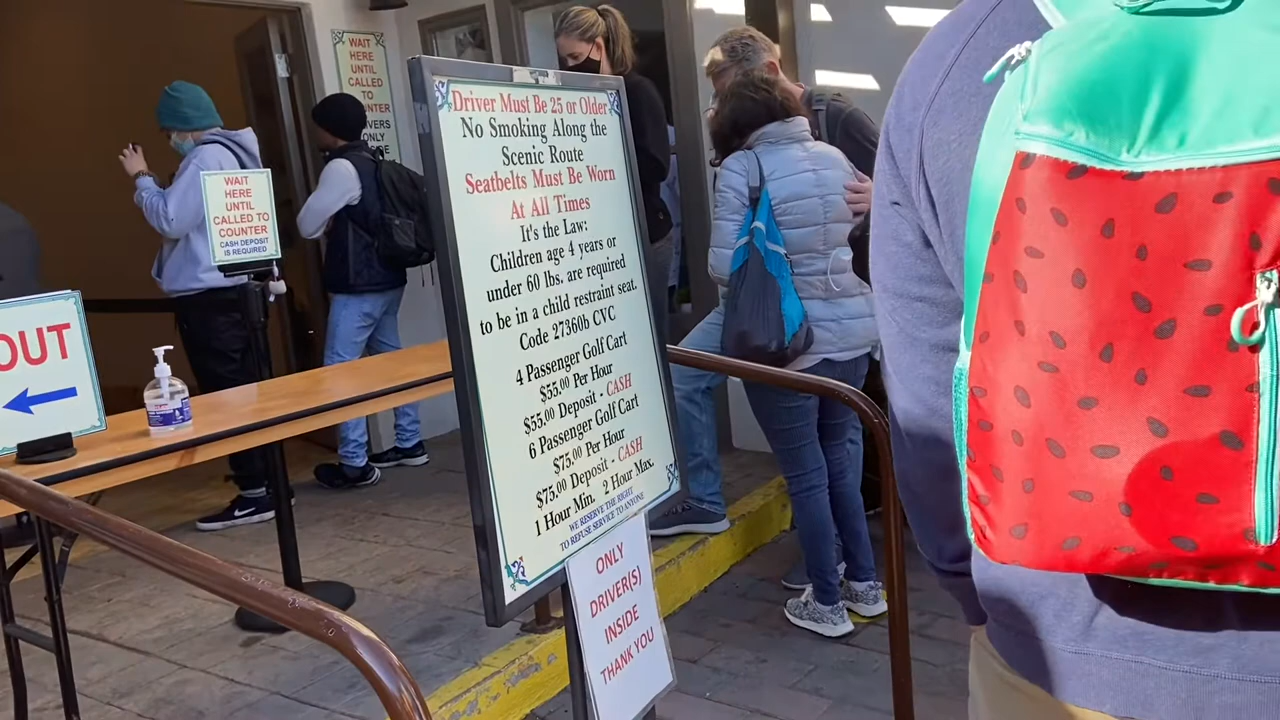 WAIT
HERE
UNTIL
CALLED
TO
WAIT
HERE
UNTIL
CALLED TO
COUNTER
CASH DEPOSIT
IS REQUIRED
OUT
Driver Must Be 25 or Older
No Smoking Along the
Scenic Route
Seatbelts Must Be Worn
At All Times
It's the Law:
Children age 4 years or
under 60 lbs. are required
to be in a child restraint seat.
Code 27360b CVC
4 Passenger Golf Cart
$55.00 Per Hour
$55.00 Deposit - CASH
6 Passenger Golf Cart
$75.00 Per Hour
$75.00 Deposit - CASH
1 Hour Min. 2 Hour Max.
WE RESERVE THE RIGHT
TO REFUSE SERVICE TO ANYONE
ONLY
DRIVER(S)
INSIDE
THANK YOU